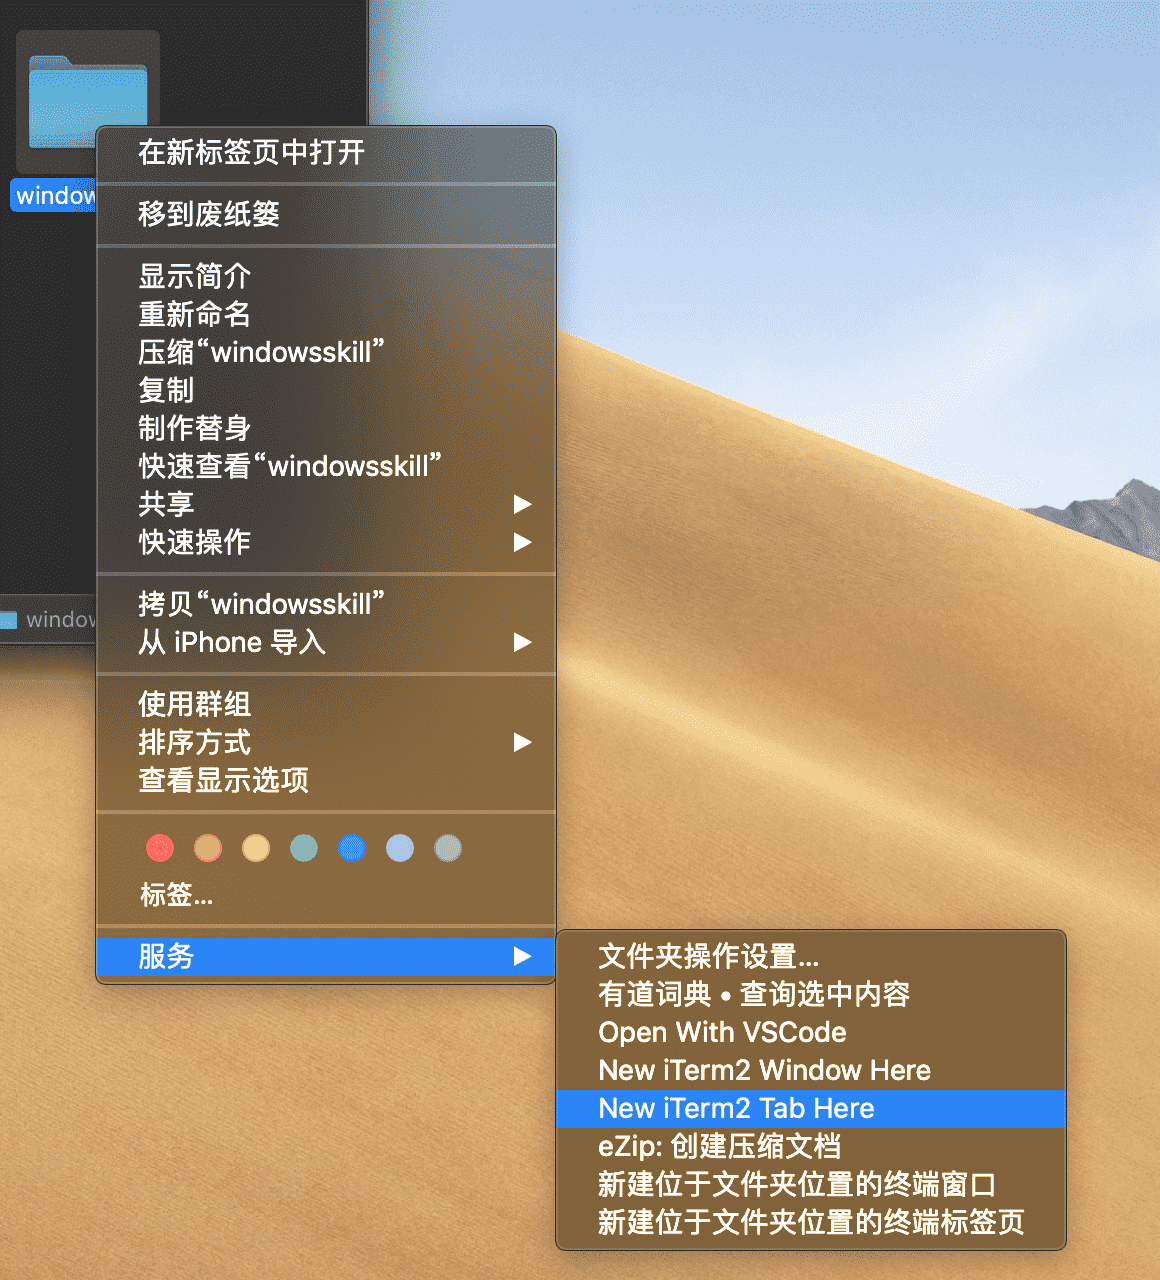 在新标签页中打开
window
移到废纸篓
显示简介
重新命名
压缩“windowsskill”
复制
制作替身
快速查看“windowsskill”
共享
快速操作
拷贝“windowsskill”
window
从 iPhone 导入
使用群组
排序方式
查看显示选项
标签...
服务
文件夹操作设置...
有道词典 • 查询选中内容
Open With VSCode
New iTerm2 Window Here
New iTerm2 Tab Here
eZip: 创建压缩文档
新建位于文件夹位置的终端窗口
新建位于文件夹位置的终端标签页